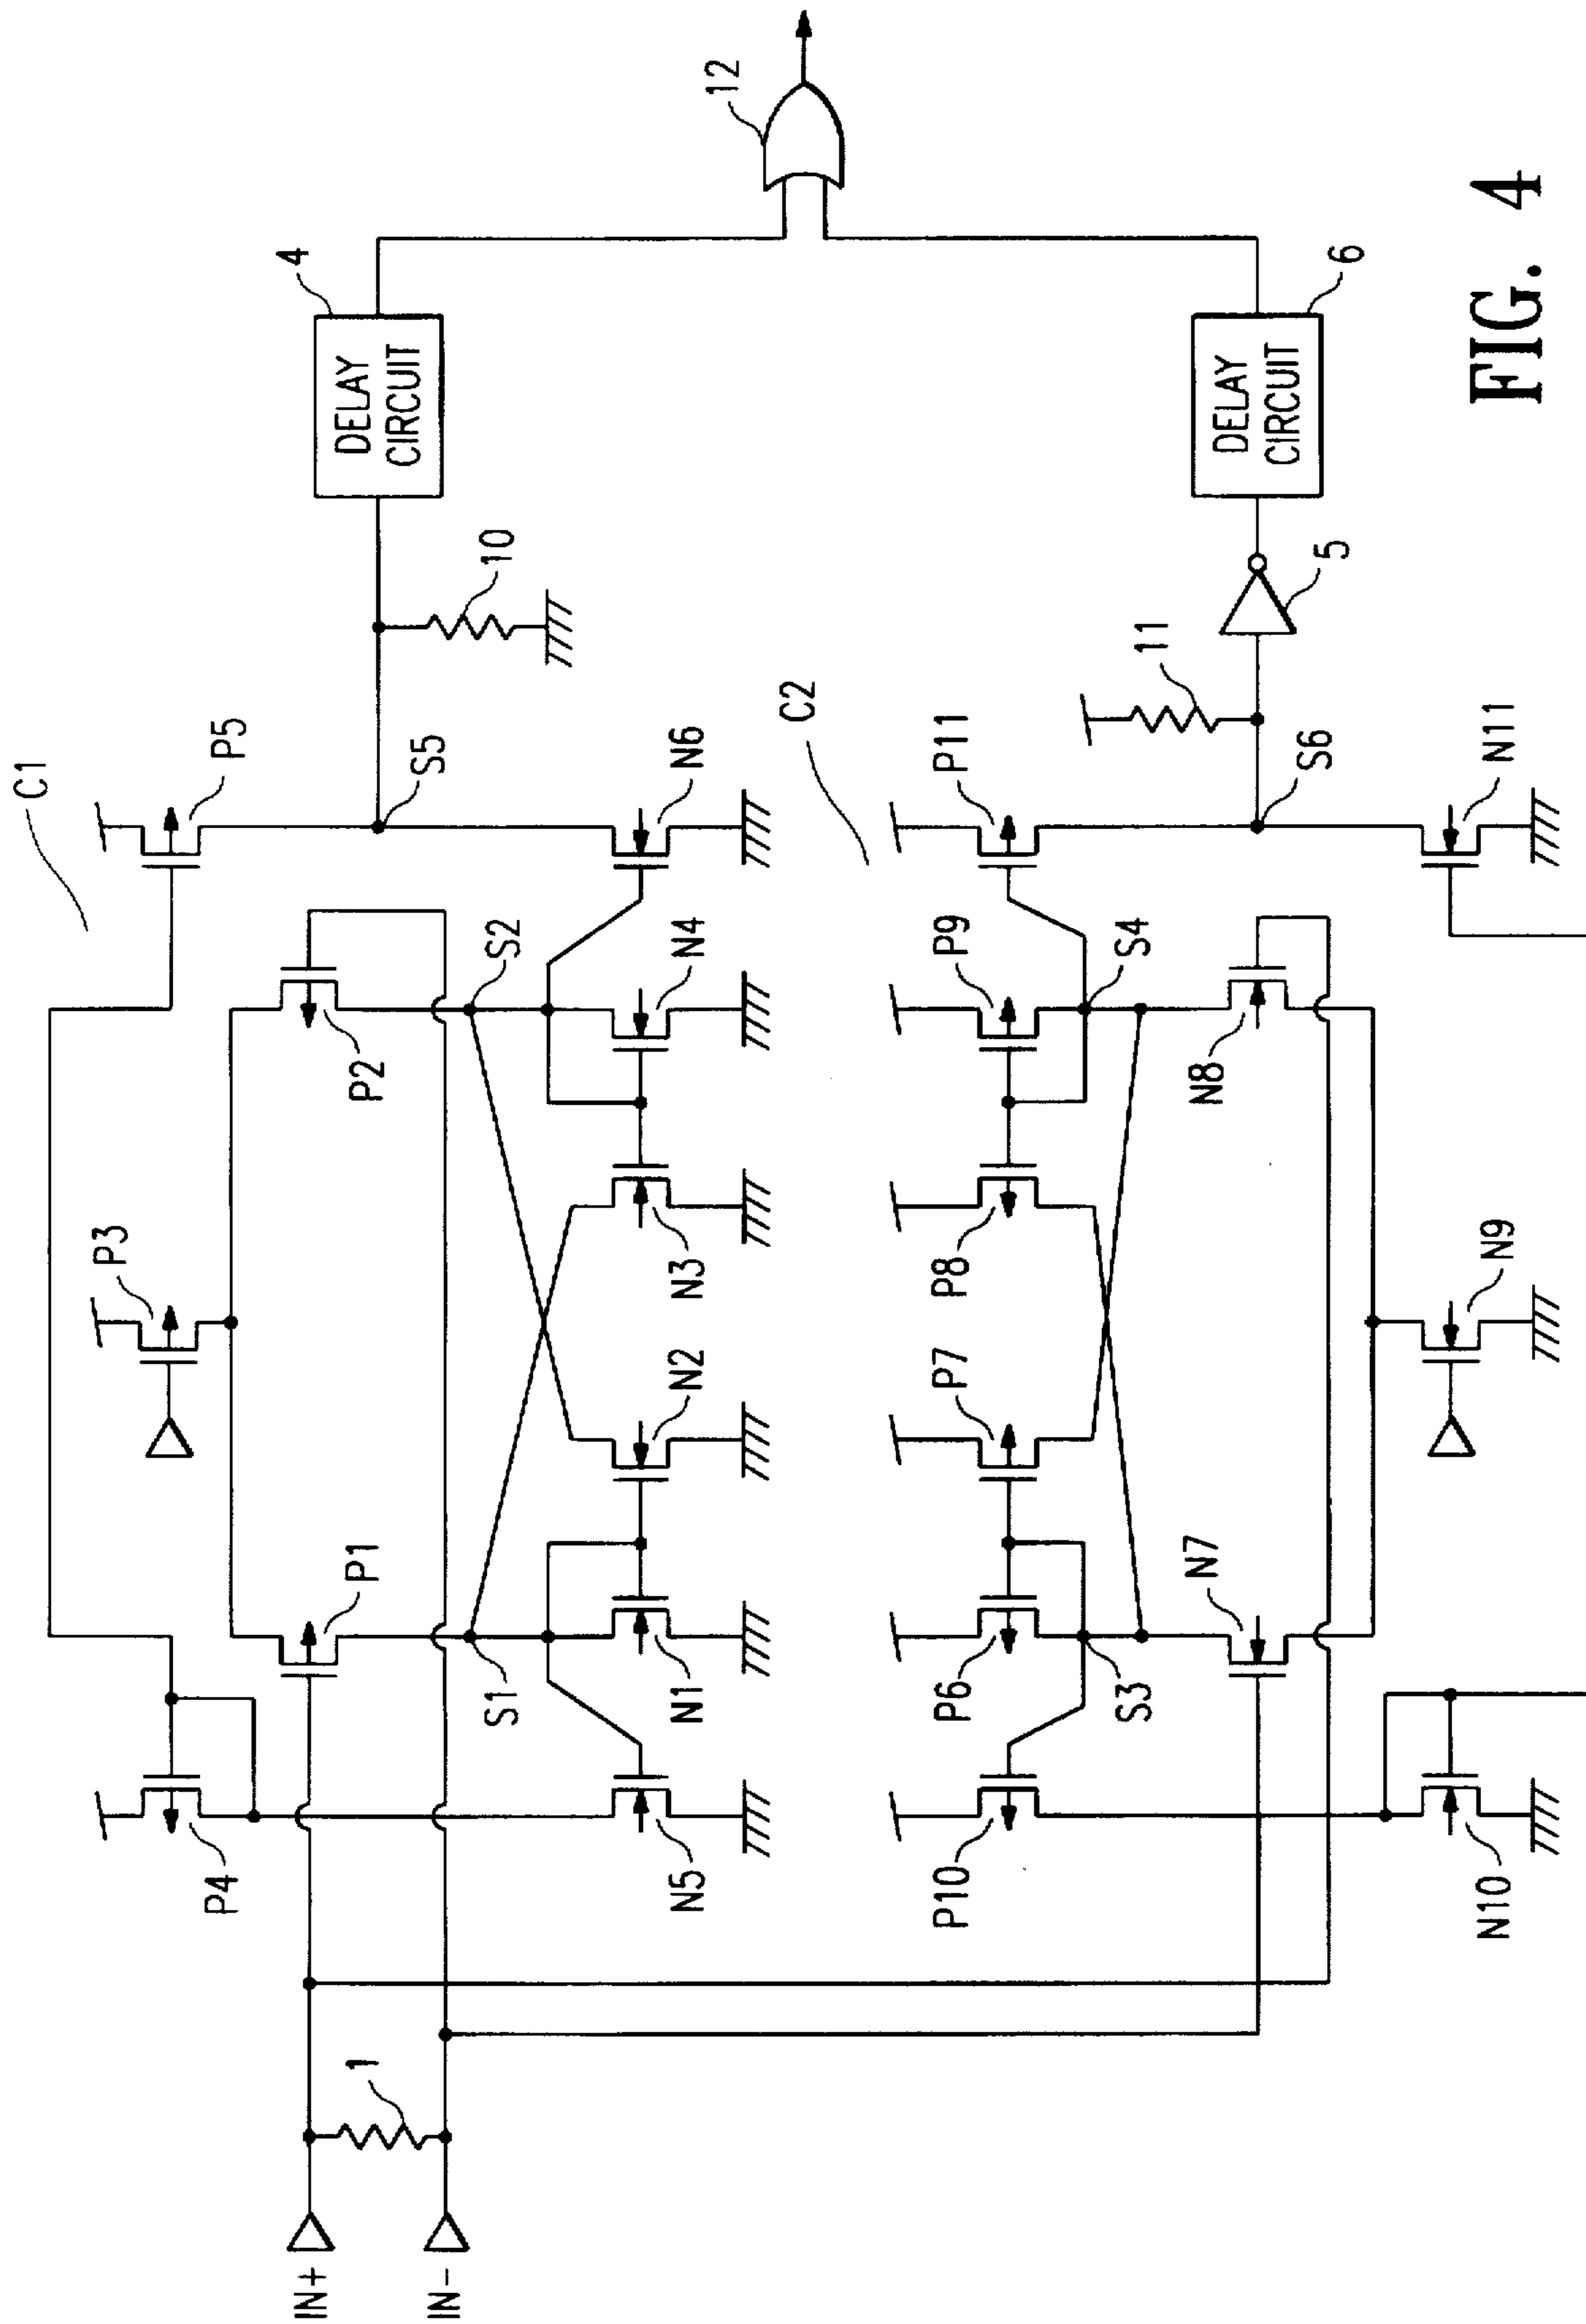 C1
P4
P3
P5
P1
P2
IN+
1
IN-
S1
S2
S5
10
4
DELAY
CIRCUIT
12
N5
N1
N2
N3
N4
N6
C2
P10
P6
P7
P8
P9
P11
S3
S4
11
N7
N8
S6
5
DELAY
CIRCUIT
6
N10
N9
N11
FIG. 4